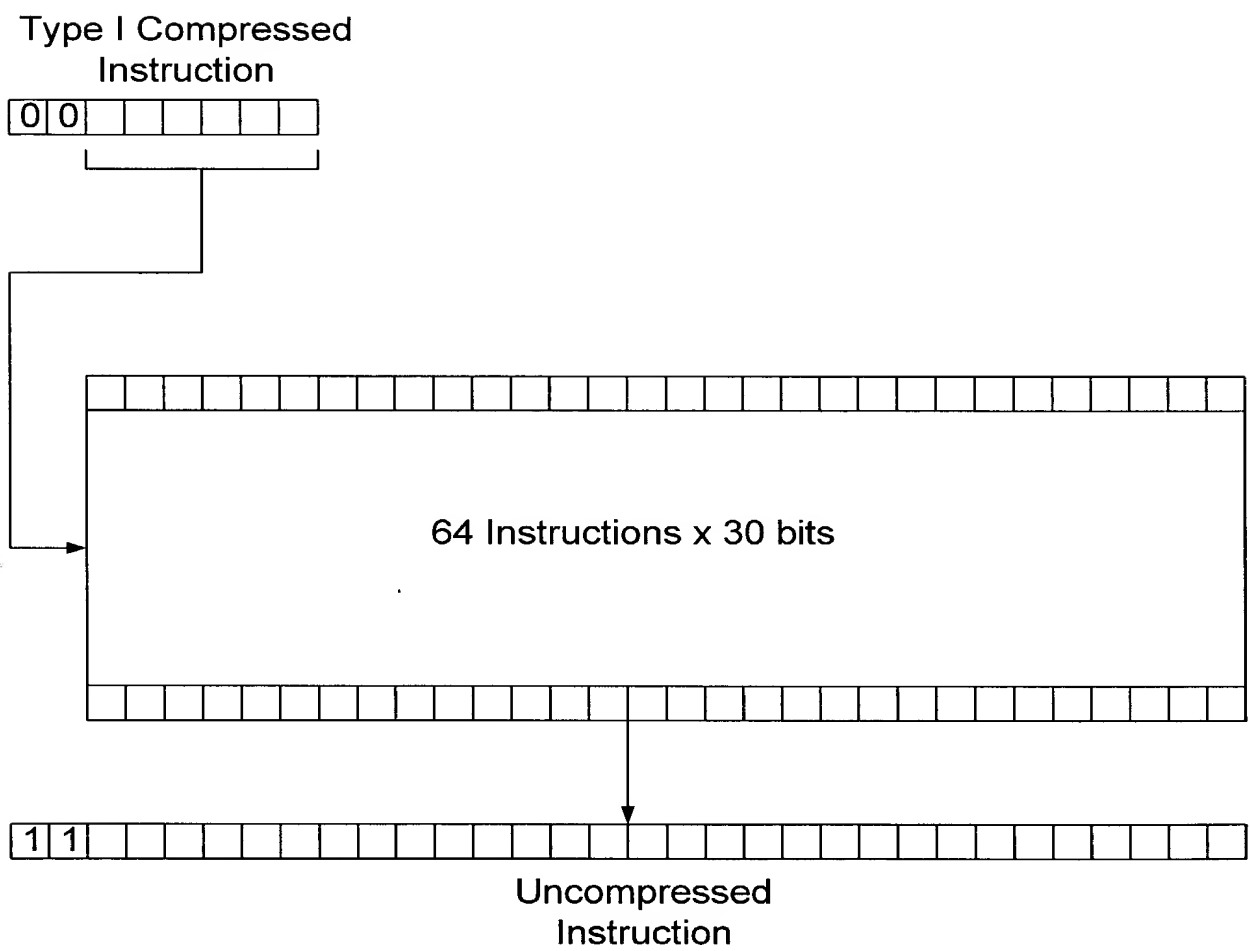 Type I Compressed
Instruction
0 0
64 Instructions x 30 bits
1 1
Uncompressed
Instruction